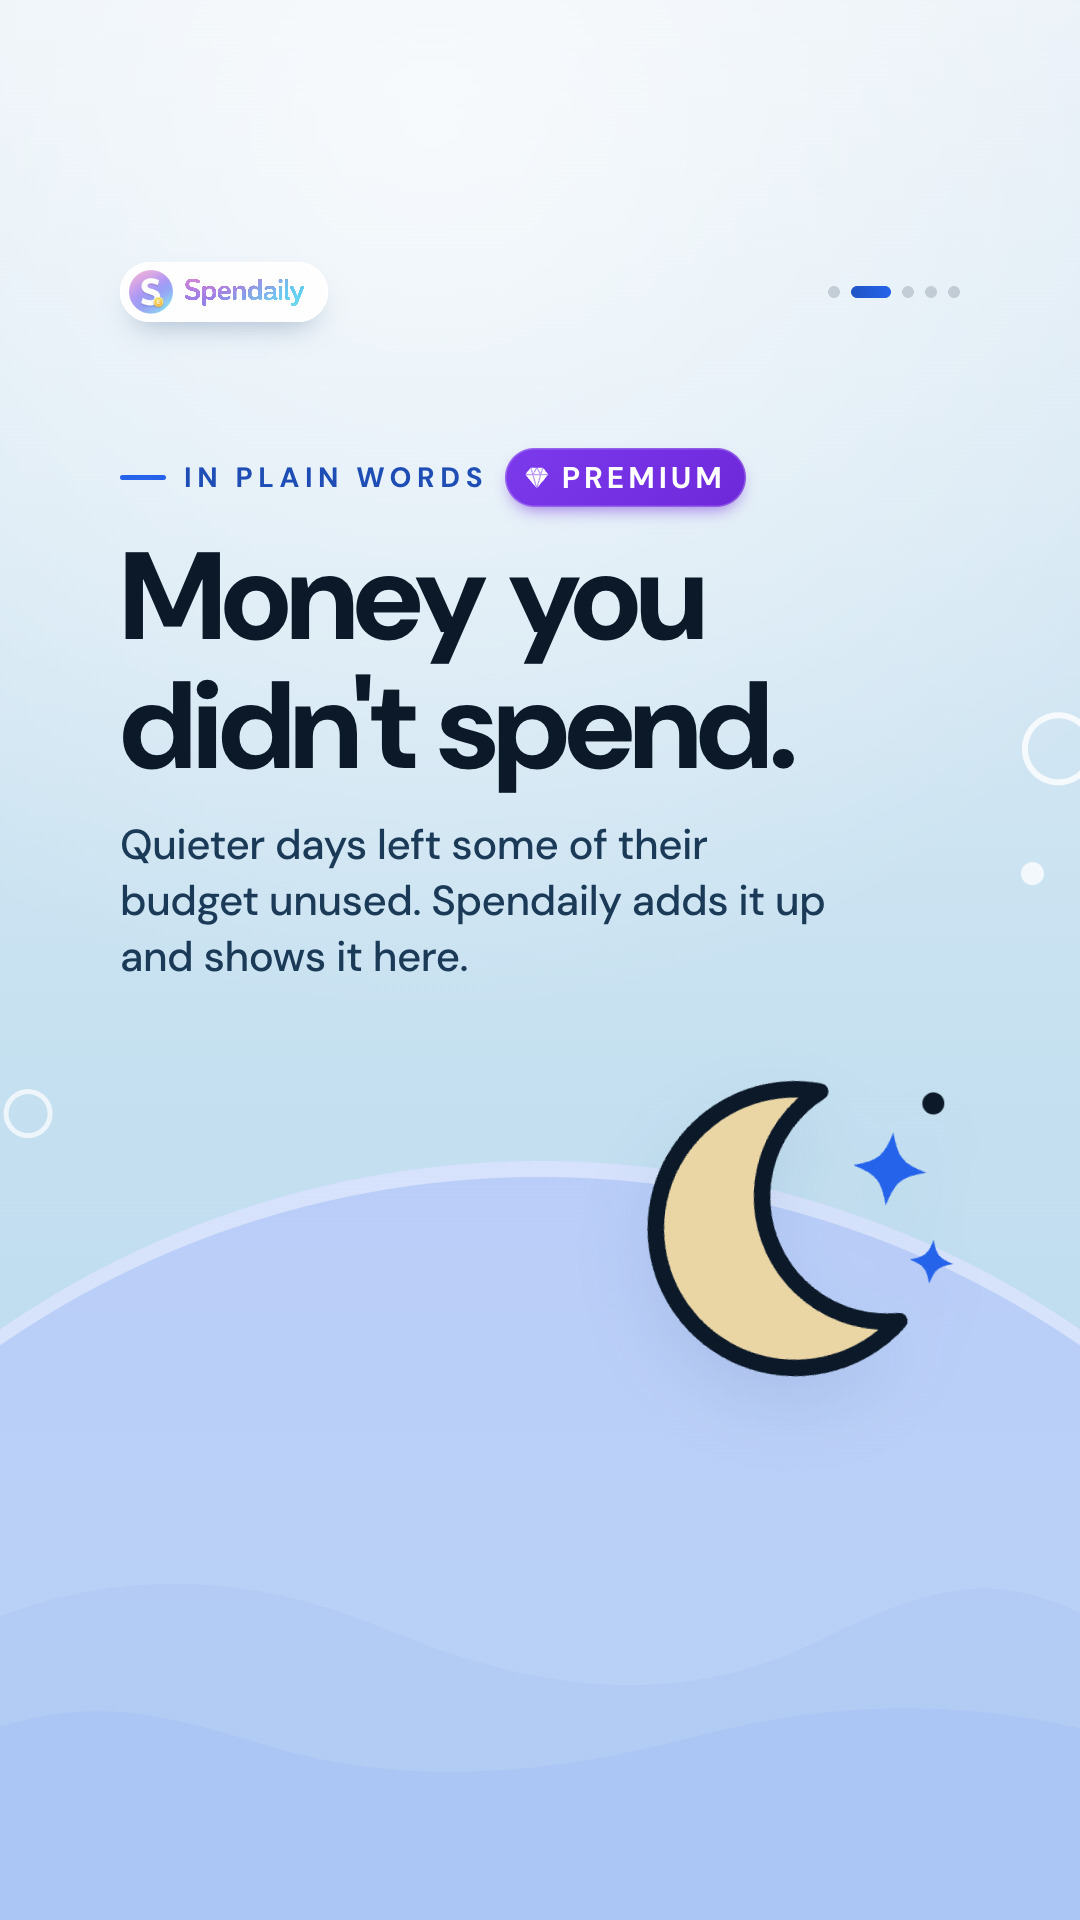 Spendaily
IN PLAIN WORDS
PREMIUM
Money you
didn't spend.
Quieter days left some of their
budget unused. Spendaily adds it up
and shows it here.